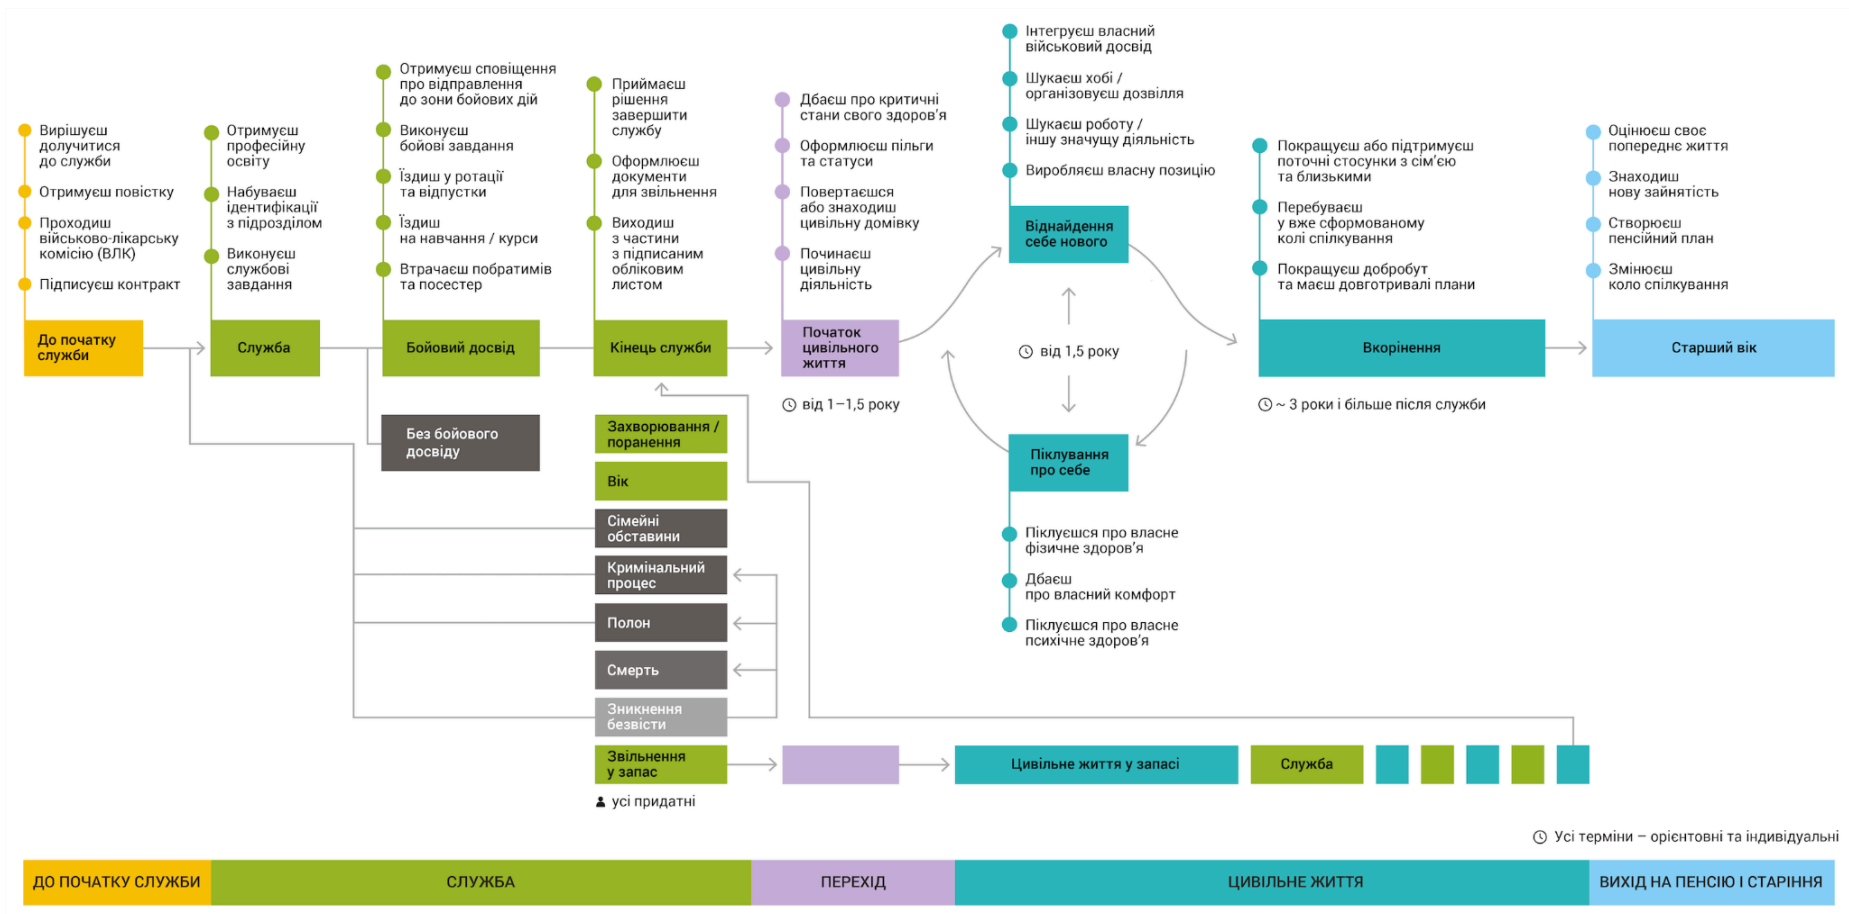 Вирішуєш
долучитися
до служби
Отримуєш повістку
Проходиш
військово-лікарську
комісію (ВЛК)
Підписуєш контракт
До початку
служби
Отримуєш
професійну
освіту
Набуваєш
ідентифікації
з підрозділом
Виконуєш
службові
завдання
Служба
Отримуєш сповіщення
про відправлення
до зони бойових дій
Виконуєш
бойові завдання
Їздиш у ротації
та відпустки
Їздиш
на навчання / курси
Втрачаєш побратимів
та посестер
Бойовий досвід
Без бойового
досвіду
Приймаєш
рішення
завершити
службу
Оформлюєш
документи
для звільнення
Виходиш
з частини
з підписаним
обліковим
листом
Кінець служби
Захворювання /
поранення
Вік
Сімейні
обставини
Кримінальний
процес
Полон
Смерть
Зникнення
безвісти
Звільнення
у запас
усі придатні
Дбаєш про критичні
стани свого здоров'я
Оформлюєш пільги
та статуси
Повертаєшся
або знаходиш
цивільну домівку
Починаєш
цивільну
діяльність
Початок
цивільного
життя
від 1–1,5 року
Інтегруєш власний
військовий досвід
Шукаєш хобі /
організовуєш дозвілля
Шукаєш роботу /
іншу значущу діяльність
Виробляєш власну позицію
Віднайдення
себе нового
від 1,5 року
Піклування
про себе
Піклуєшся про власне
фізичне здоров'я
Дбаєш
про власний комфорт
Піклуєшся про власне
психічне здоров'я
Покращуєш або підтримуєш
поточні стосунки з сім'єю
та близькими
Перебуваєш
у вже сформованому
колі спілкування
Покращуєш добробут
та маєш довготривалі плани
Вкорінення
~ 3 роки і більше після служби
Оцінюєш своє
попереднє життя
Знаходиш
нову зайнятість
Створюєш
пенсійний план
Змінюєш
коло спілкування
Старший вік
Цивільне життя у запасі
Служба
Усі терміни – орієнтовні та індивідуальні
ДО ПОЧАТКУ СЛУЖБИ
СЛУЖБА
ПЕРЕХІД
ЦИВІЛЬНЕ ЖИТТЯ
ВИХІД НА ПЕНСІЮ І СТАРІННЯ